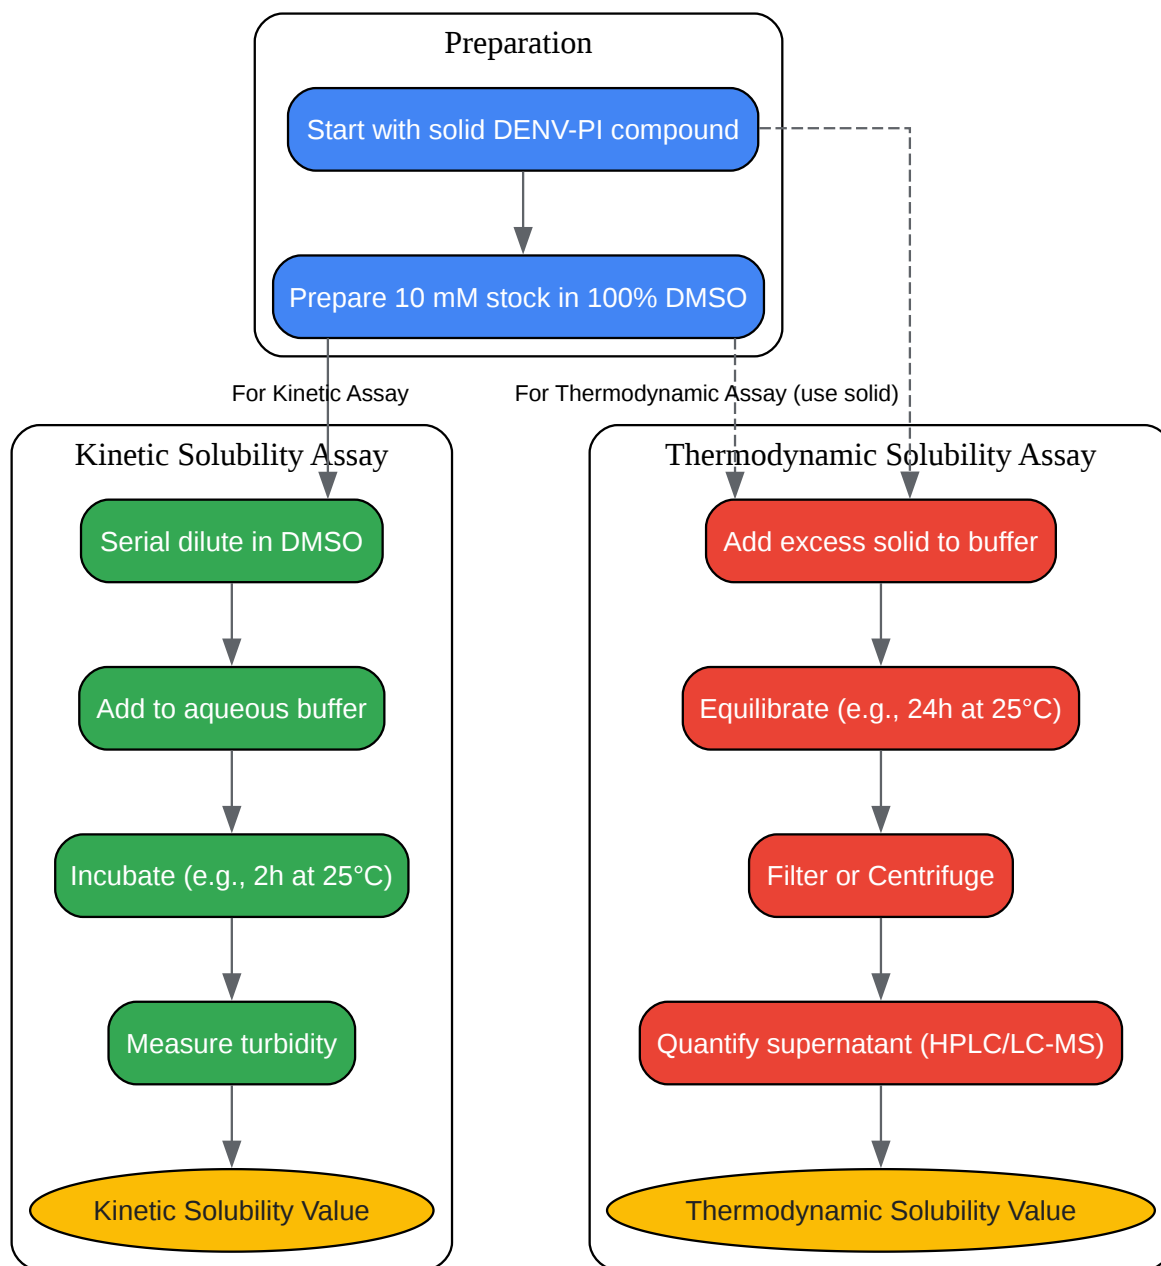 Preparation
Start with solid DENV-PI compound
Prepare 10 mM stock in 100% DMSO
For Kinetic Assay
For Thermodynamic Assay (use solid)
Kinetic Solubility Assay
Serial dilute in DMSO
Add to aqueous buffer
Incubate (e.g., 2h at 25°C)
Measure turbidity
Kinetic Solubility Value
Thermodynamic Solubility Assay
Add excess solid to buffer
Equilibrate (e.g., 24h at 25°C)
Filter or Centrifuge
Quantify supernatant (HPLC/LC-MS)
Thermodynamic Solubility Value